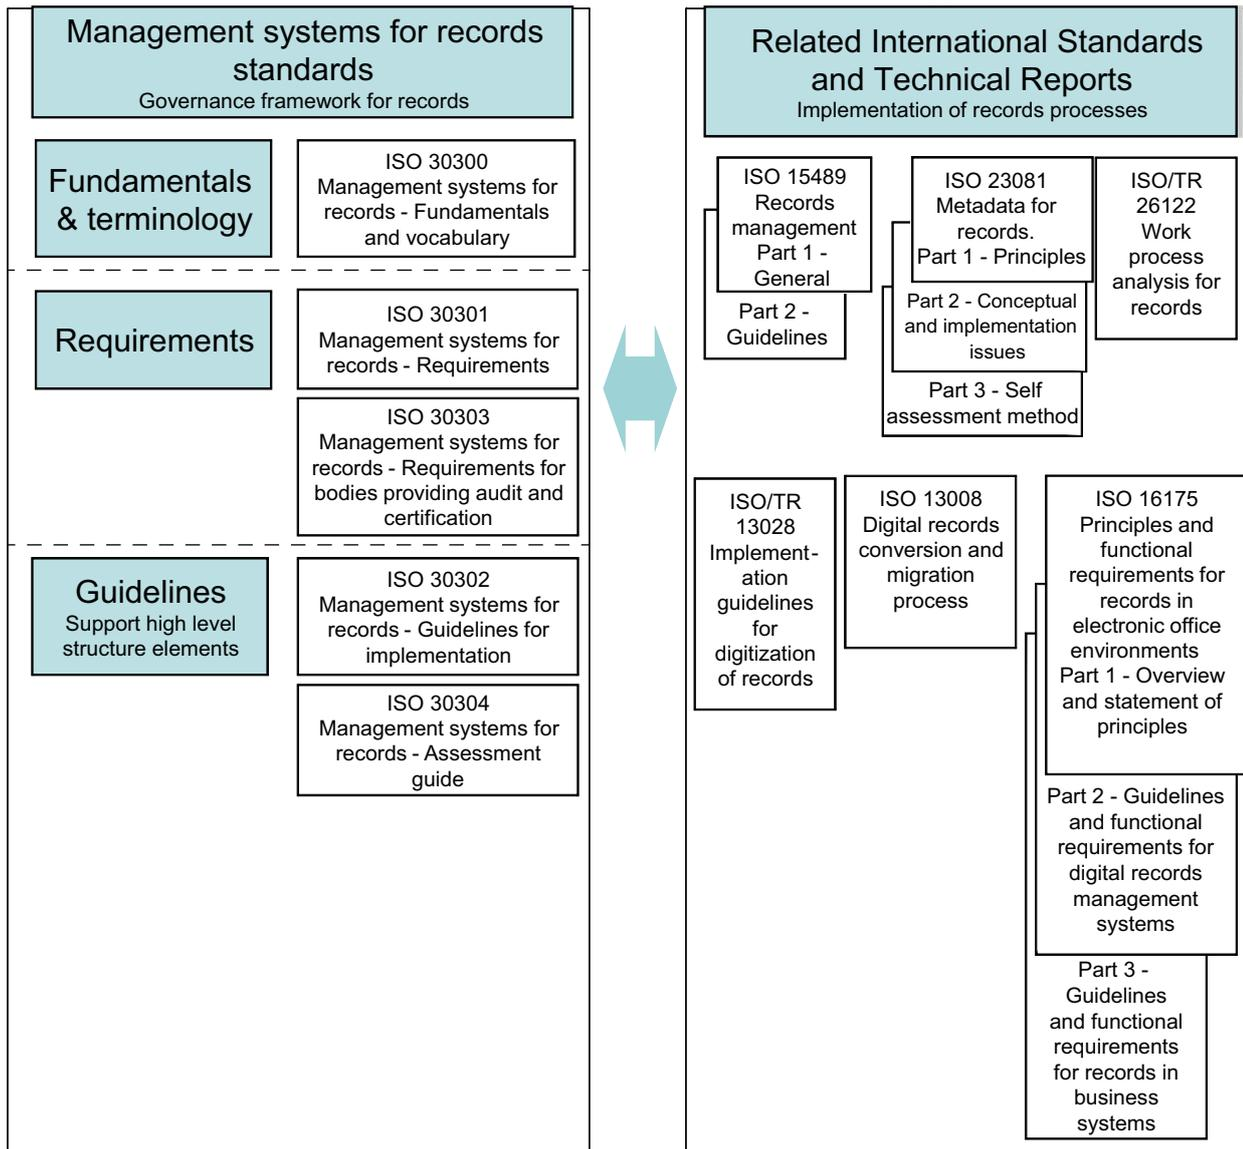 Management systems for records
standards
Governance framework for records
Fundamentals
& terminology
ISO 30300
Management systems for
records - Fundamentals
and vocabulary
Requirements
ISO 30301
Management systems for
records - Requirements
ISO 30303
Management systems for
records - Requirements for
bodies providing audit and
certification
Guidelines
Support high level
structure elements
ISO 30302
Management systems for
records - Guidelines for
implementation
ISO 30304
Management systems for
records - Assessment
guide
Related International Standards
and Technical Reports
Implementation of records processes
ISO 15489
Records
management
Part 1 -
General
Part 2 -
Guidelines
ISO 23081
Metadata for
records.
Part 1 - Principles
Part 2 - Conceptual
and implementation
issues
Part 3 - Self
assessment method
ISO/TR
26122
Work
process
analysis for
records
ISO/TR
13028
Implement-
ation
guidelines
for
digitization
of records
ISO 13008
Digital records
conversion and
migration
process
ISO 16175
Principles and
functional
requirements for
records in
electronic office
environments
Part 1 - Overview
and statement of
principles
Part 2 - Guidelines
and functional
requirements for
digital records
management
systems
Part 3 -
Guidelines
and functional
requirements
for records in
business
systems